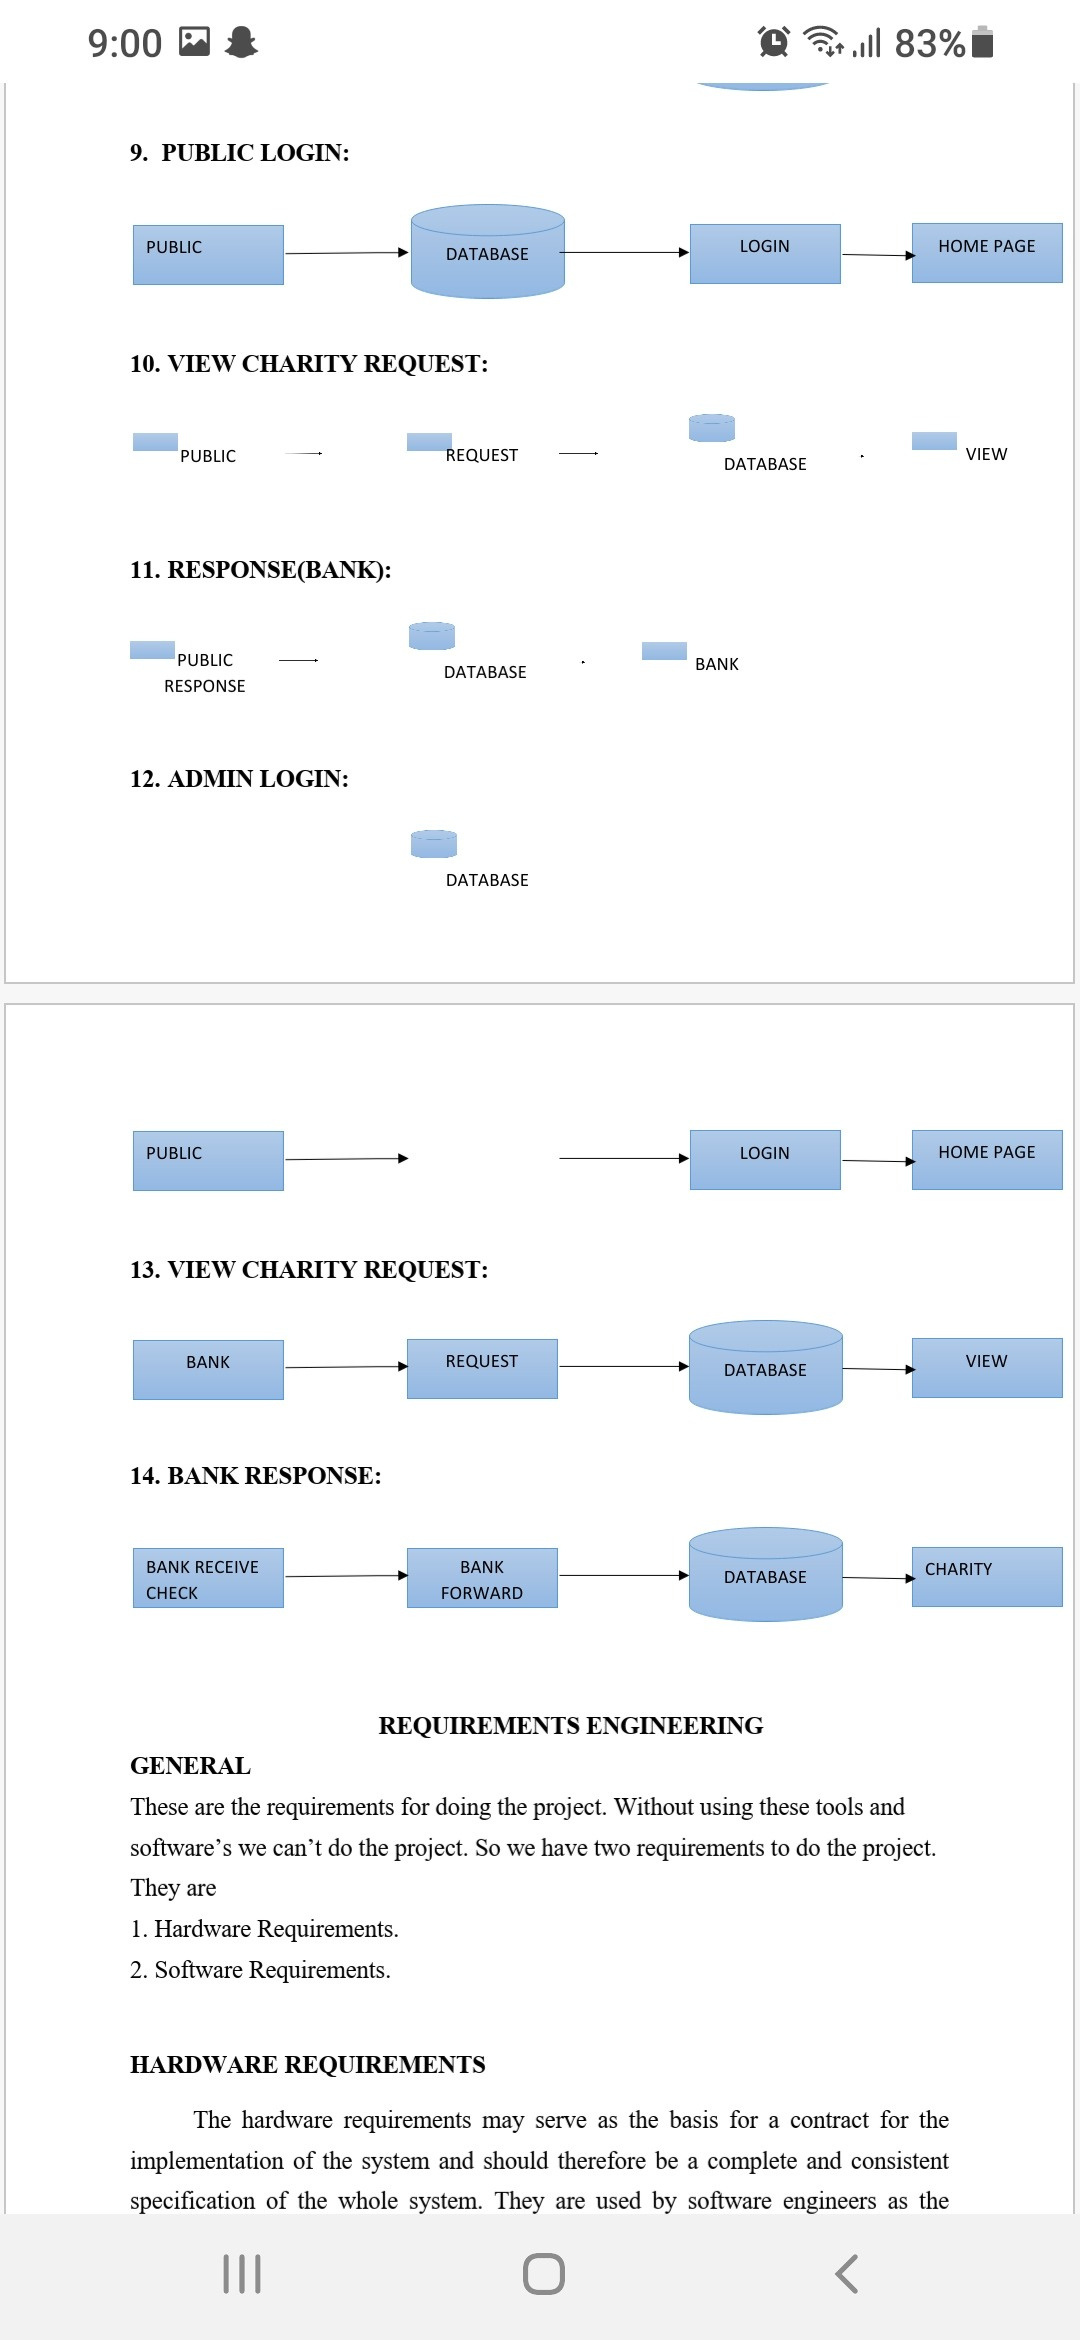 9:00
83%
9. PUBLIC LOGIN:
PUBLIC
DATABASE
LOGIN
HOME PAGE
10. VIEW CHARITY REQUEST:
PUBLIC
REQUEST
DATABASE
VIEW
11. RESPONSE(BANK):
PUBLIC
RESPONSE
DATABASE
BANK
12. ADMIN LOGIN:
DATABASE
PUBLIC
LOGIN
HOME PAGE
13. VIEW CHARITY REQUEST:
BANK
REQUEST
DATABASE
VIEW
14. BANK RESPONSE:
BANK RECEIVE
CHECK
BANK
FORWARD
DATABASE
CHARITY
REQUIREMENTS ENGINEERING
GENERAL
These are the requirements for doing the project. Without using these tools and
software’s we can’t do the project. So we have two requirements to do the project.
They are
1. Hardware Requirements.
2. Software Requirements.
HARDWARE REQUIREMENTS
The hardware requirements may serve as the basis for a contract for the
implementation of the system and should therefore be a complete and consistent
specification of the whole system. They are used by software engineers as the